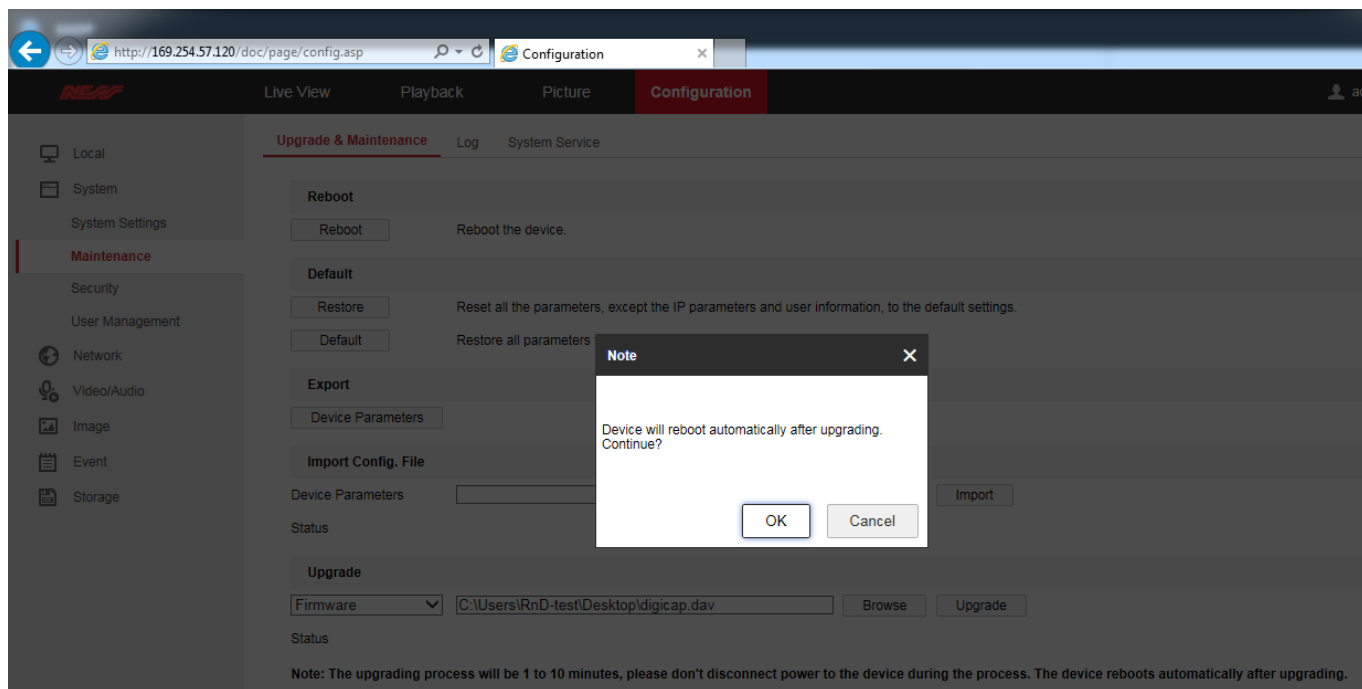 http://169.254.57.120/doc/page/config.asp
Configuration
NESS
Live View Playback Picture Configuration
Upgrade & Maintenance Log System Service
Local
System
System Settings
Maintenance
Security
User Management
Network
Video/Audio
Image
Event
Storage
Reboot
Reboot Reboot the device.
Default
Restore Reset all the parameters, except the IP parameters and user information, to the default settings.
Default Restore all parameters
Export
Device Parameters
Import Config. File
Device Parameters Import
Status
Note
Device will reboot automatically after upgrading.
Continue?
OK Cancel
Upgrade
Firmware C:\Users\RnD-test\Desktop\digicap.dav Browse Upgrade
Status
Note: The upgrading process will be 1 to 10 minutes, please don't disconnect power to the device during the process. The device reboots automatically after upgrading.